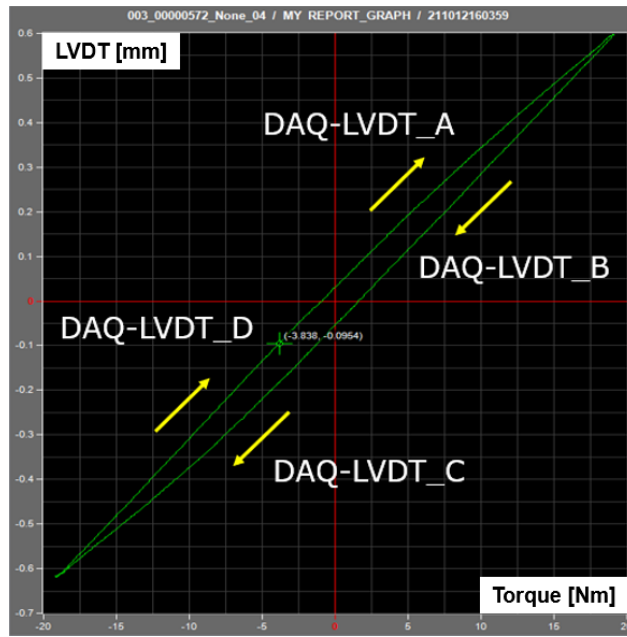 003_00000572_None_04 / MY REPORT_GRAPH / 211012160359
LVDT [mm]
0.6
0.5
0.4
0.3
0.2
0.1
0
-0.1
-0.2
-0.3
-0.4
-0.5
-0.6
-0.7
DAQ-LVDT_A
DAQ-LVDT_B
DAQ-LVDT_D
(-3.838, -0.0954)
DAQ-LVDT_C
Torque [Nm]
-20 -15 -10 -5 0 5 10 15 20